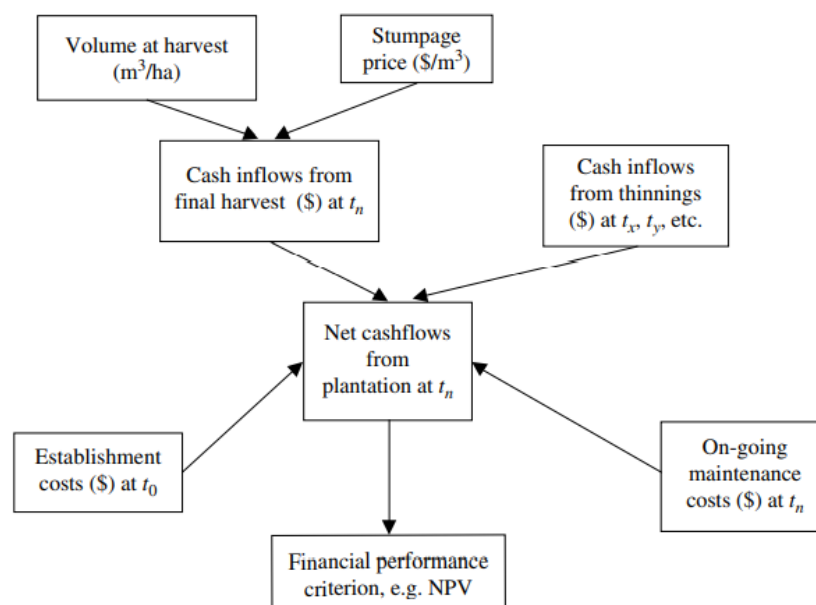 Volume at harvest
(m³/ha)
Stumpage
price ($/m³)
Cash inflows from
final harvest ($) at tₙ
Cash inflows
from thinnings
($) at tₓ, tᵧ, etc.
Net cashflows
from
plantation at tₙ
Establishment
costs ($) at t₀
On-going
maintenance
costs ($) at tₙ
Financial performance
criterion, e.g. NPV